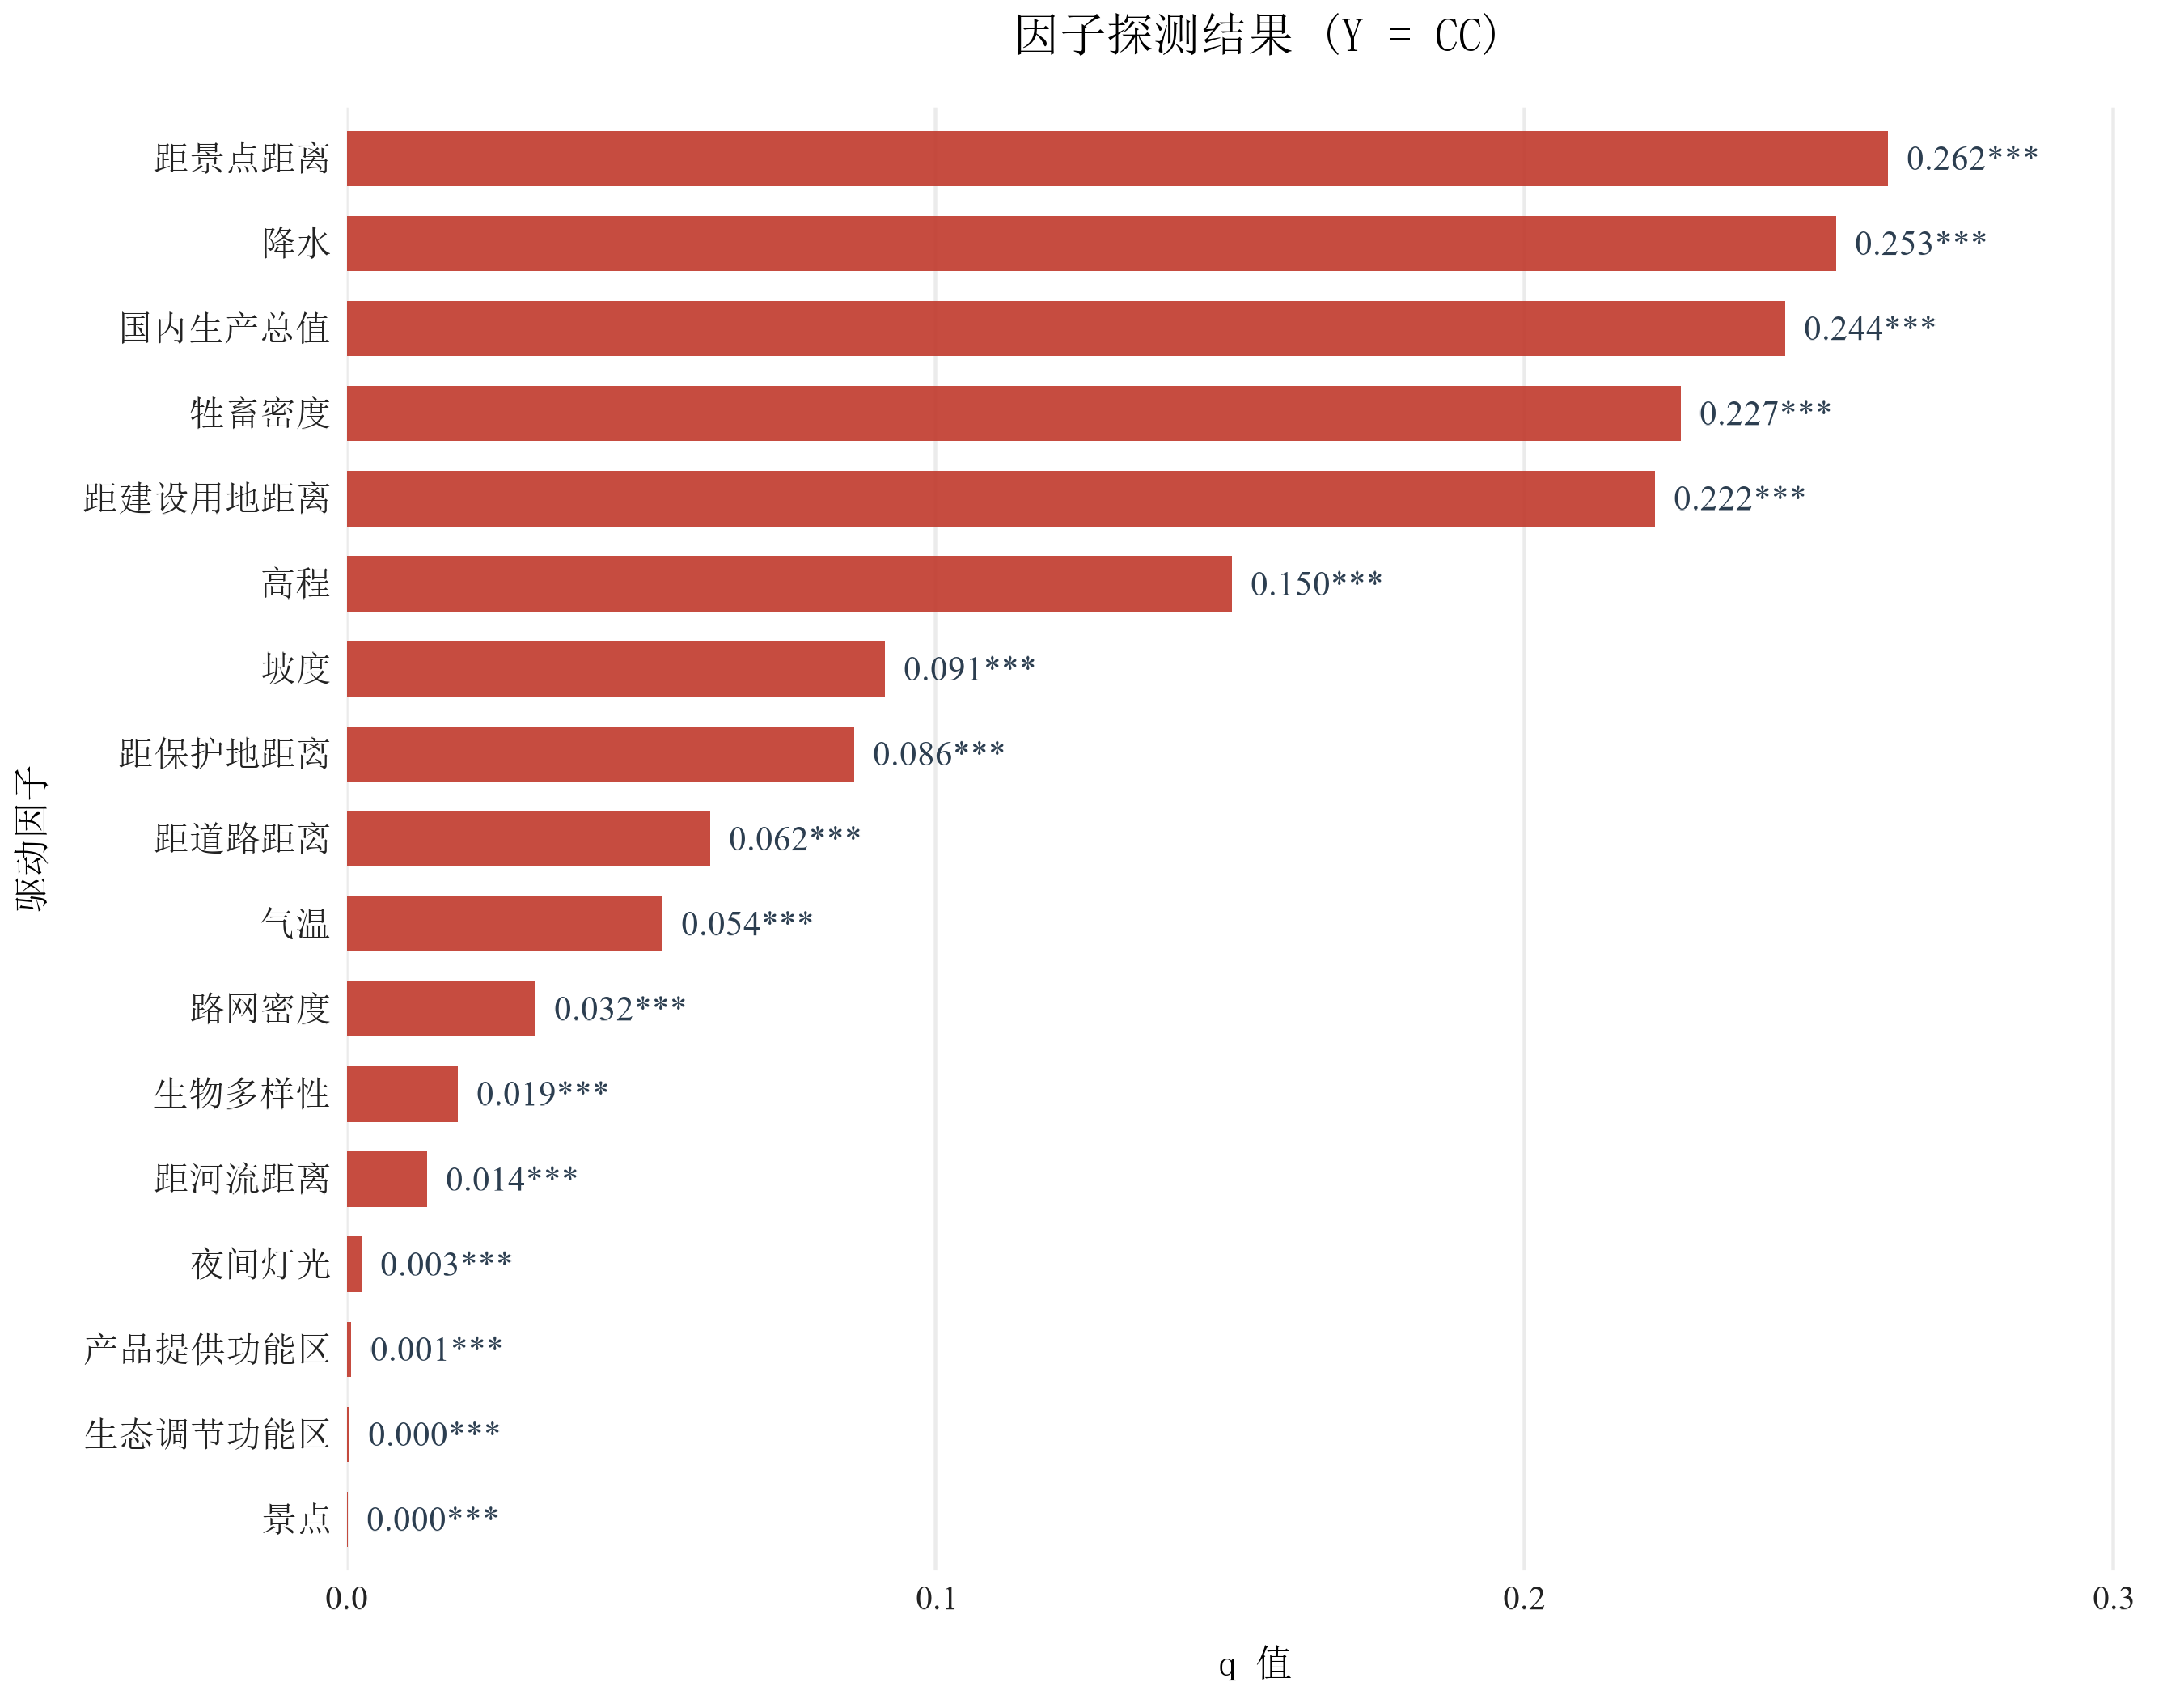 因子探测结果 (Y = CC)
距景点距离 0.262***
降水 0.253***
国内生产总值 0.244***
牲畜密度 0.227***
距建设用地距离 0.222***
高程 0.150***
坡度 0.091***
距保护地距离 0.086***
距道路距离 0.062***
气温 0.054***
路网密度 0.032***
生物多样性 0.019***
距河流距离 0.014***
夜间灯光 0.003***
产品提供功能区 0.001***
生态调节功能区 0.000***
景点 0.000***
驱动因子
0.0 0.1 0.2 0.3
q 值